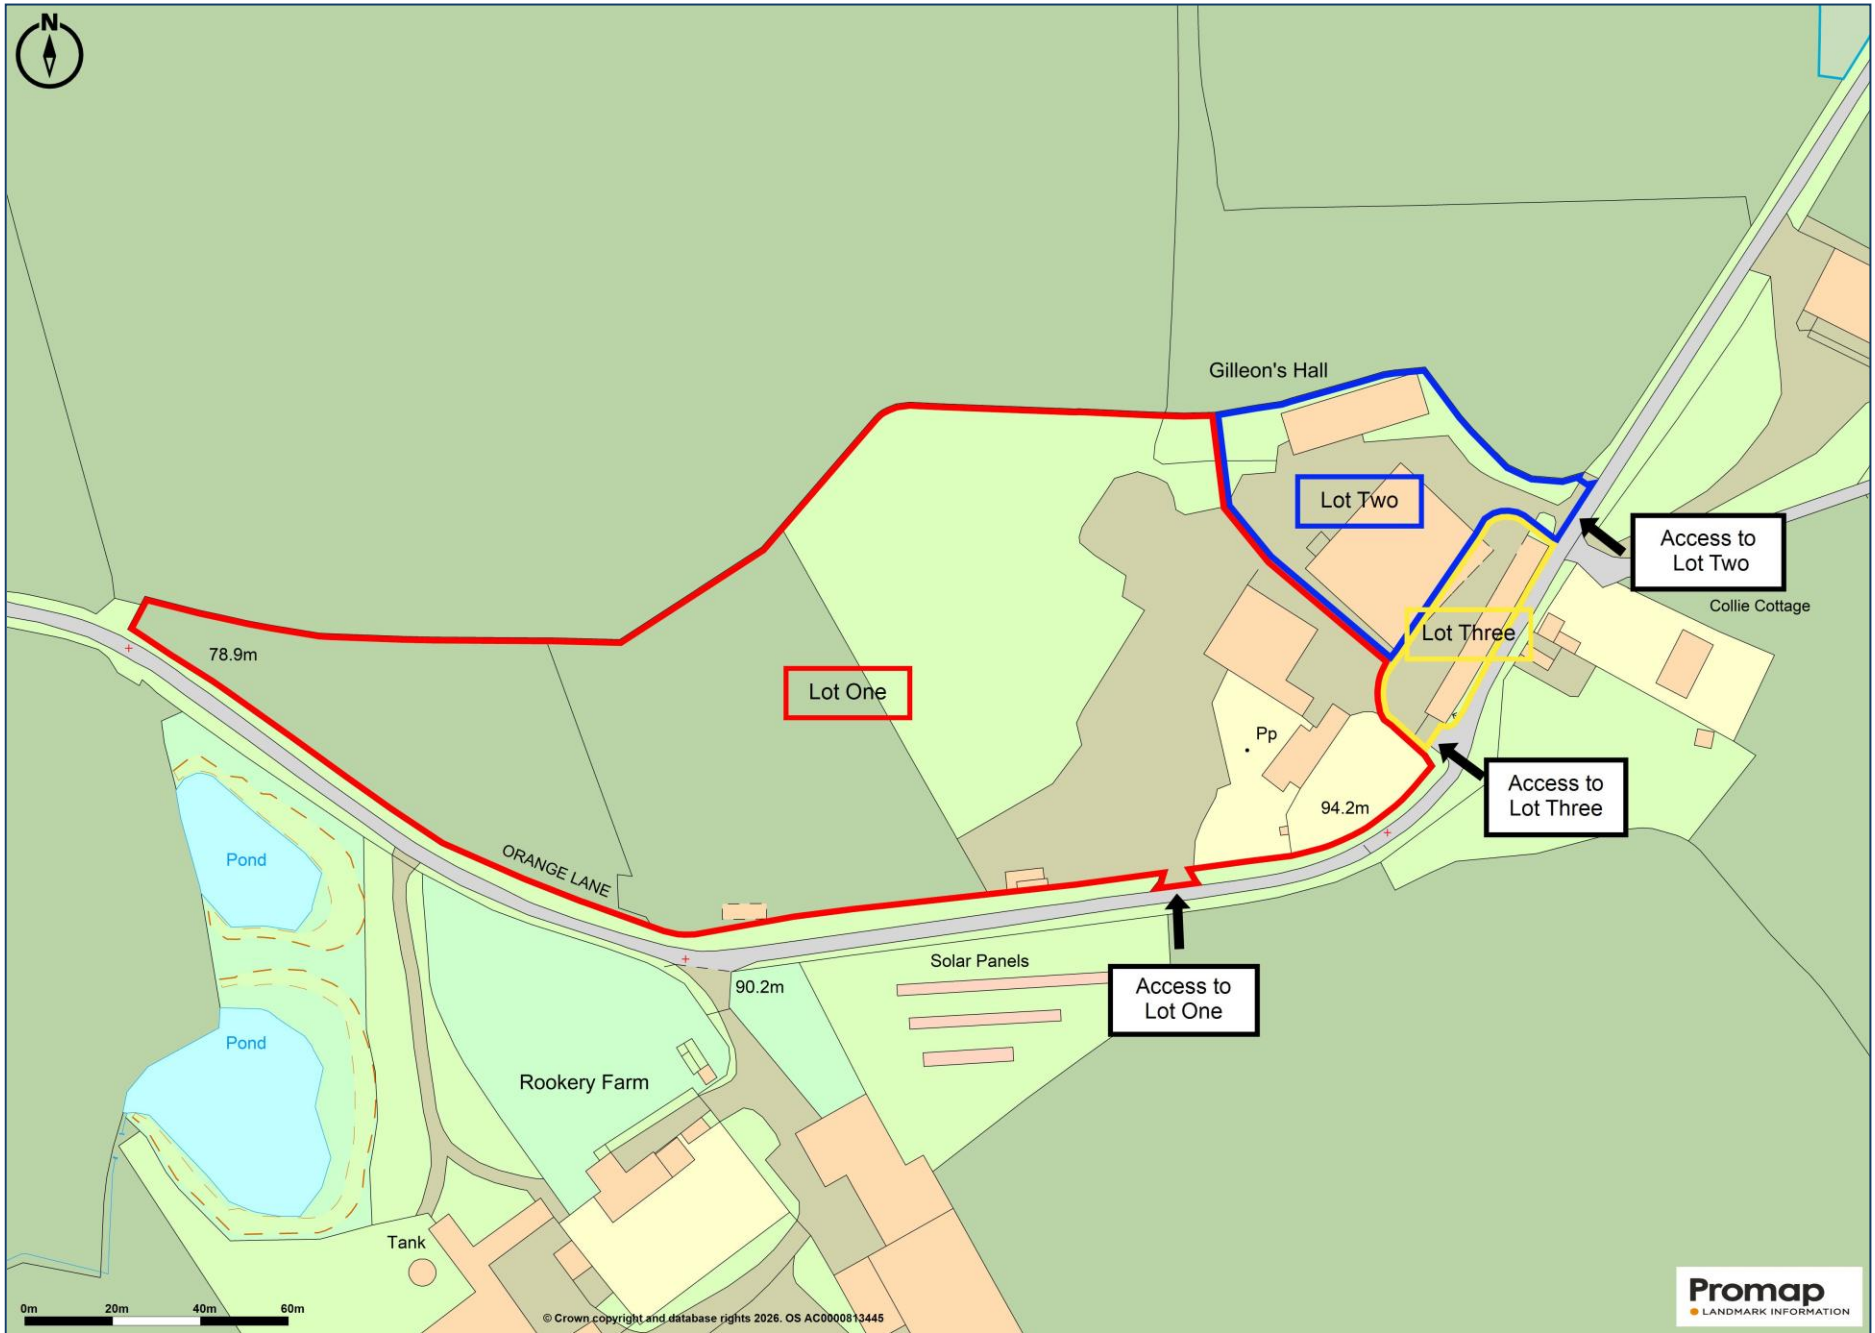 N
Gilleon's Hall
Lot Two
Access to
Lot Two
Collie Cottage
Lot Three
78.9m
Lot One
Pp
Access to
Lot Three
94.2m
ORANGE LANE
Pond
Solar Panels
90.2m
Access to
Lot One
Pond
Rookery Farm
Tank
0m 20m 40m 60m
© Crown copyright and database rights 2026. OS AC0000813445
Promap
LANDMARK INFORMATION